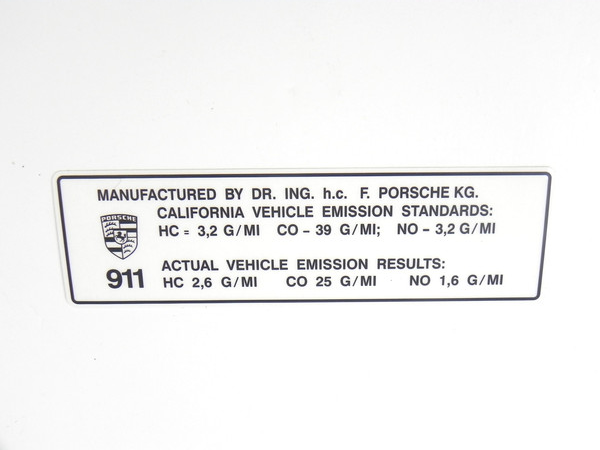 MANUFACTURED BY DR. ING. h.c. F. PORSCHE KG.
CALIFORNIA VEHICLE EMISSION STANDARDS:
HC = 3,2 G/MI CO – 39 G/MI; NO – 3,2 G/MI
PORSCHE
911
ACTUAL VEHICLE EMISSION RESULTS:
HC 2,6 G/MI CO 25 G/MI NO 1,6 G/MI